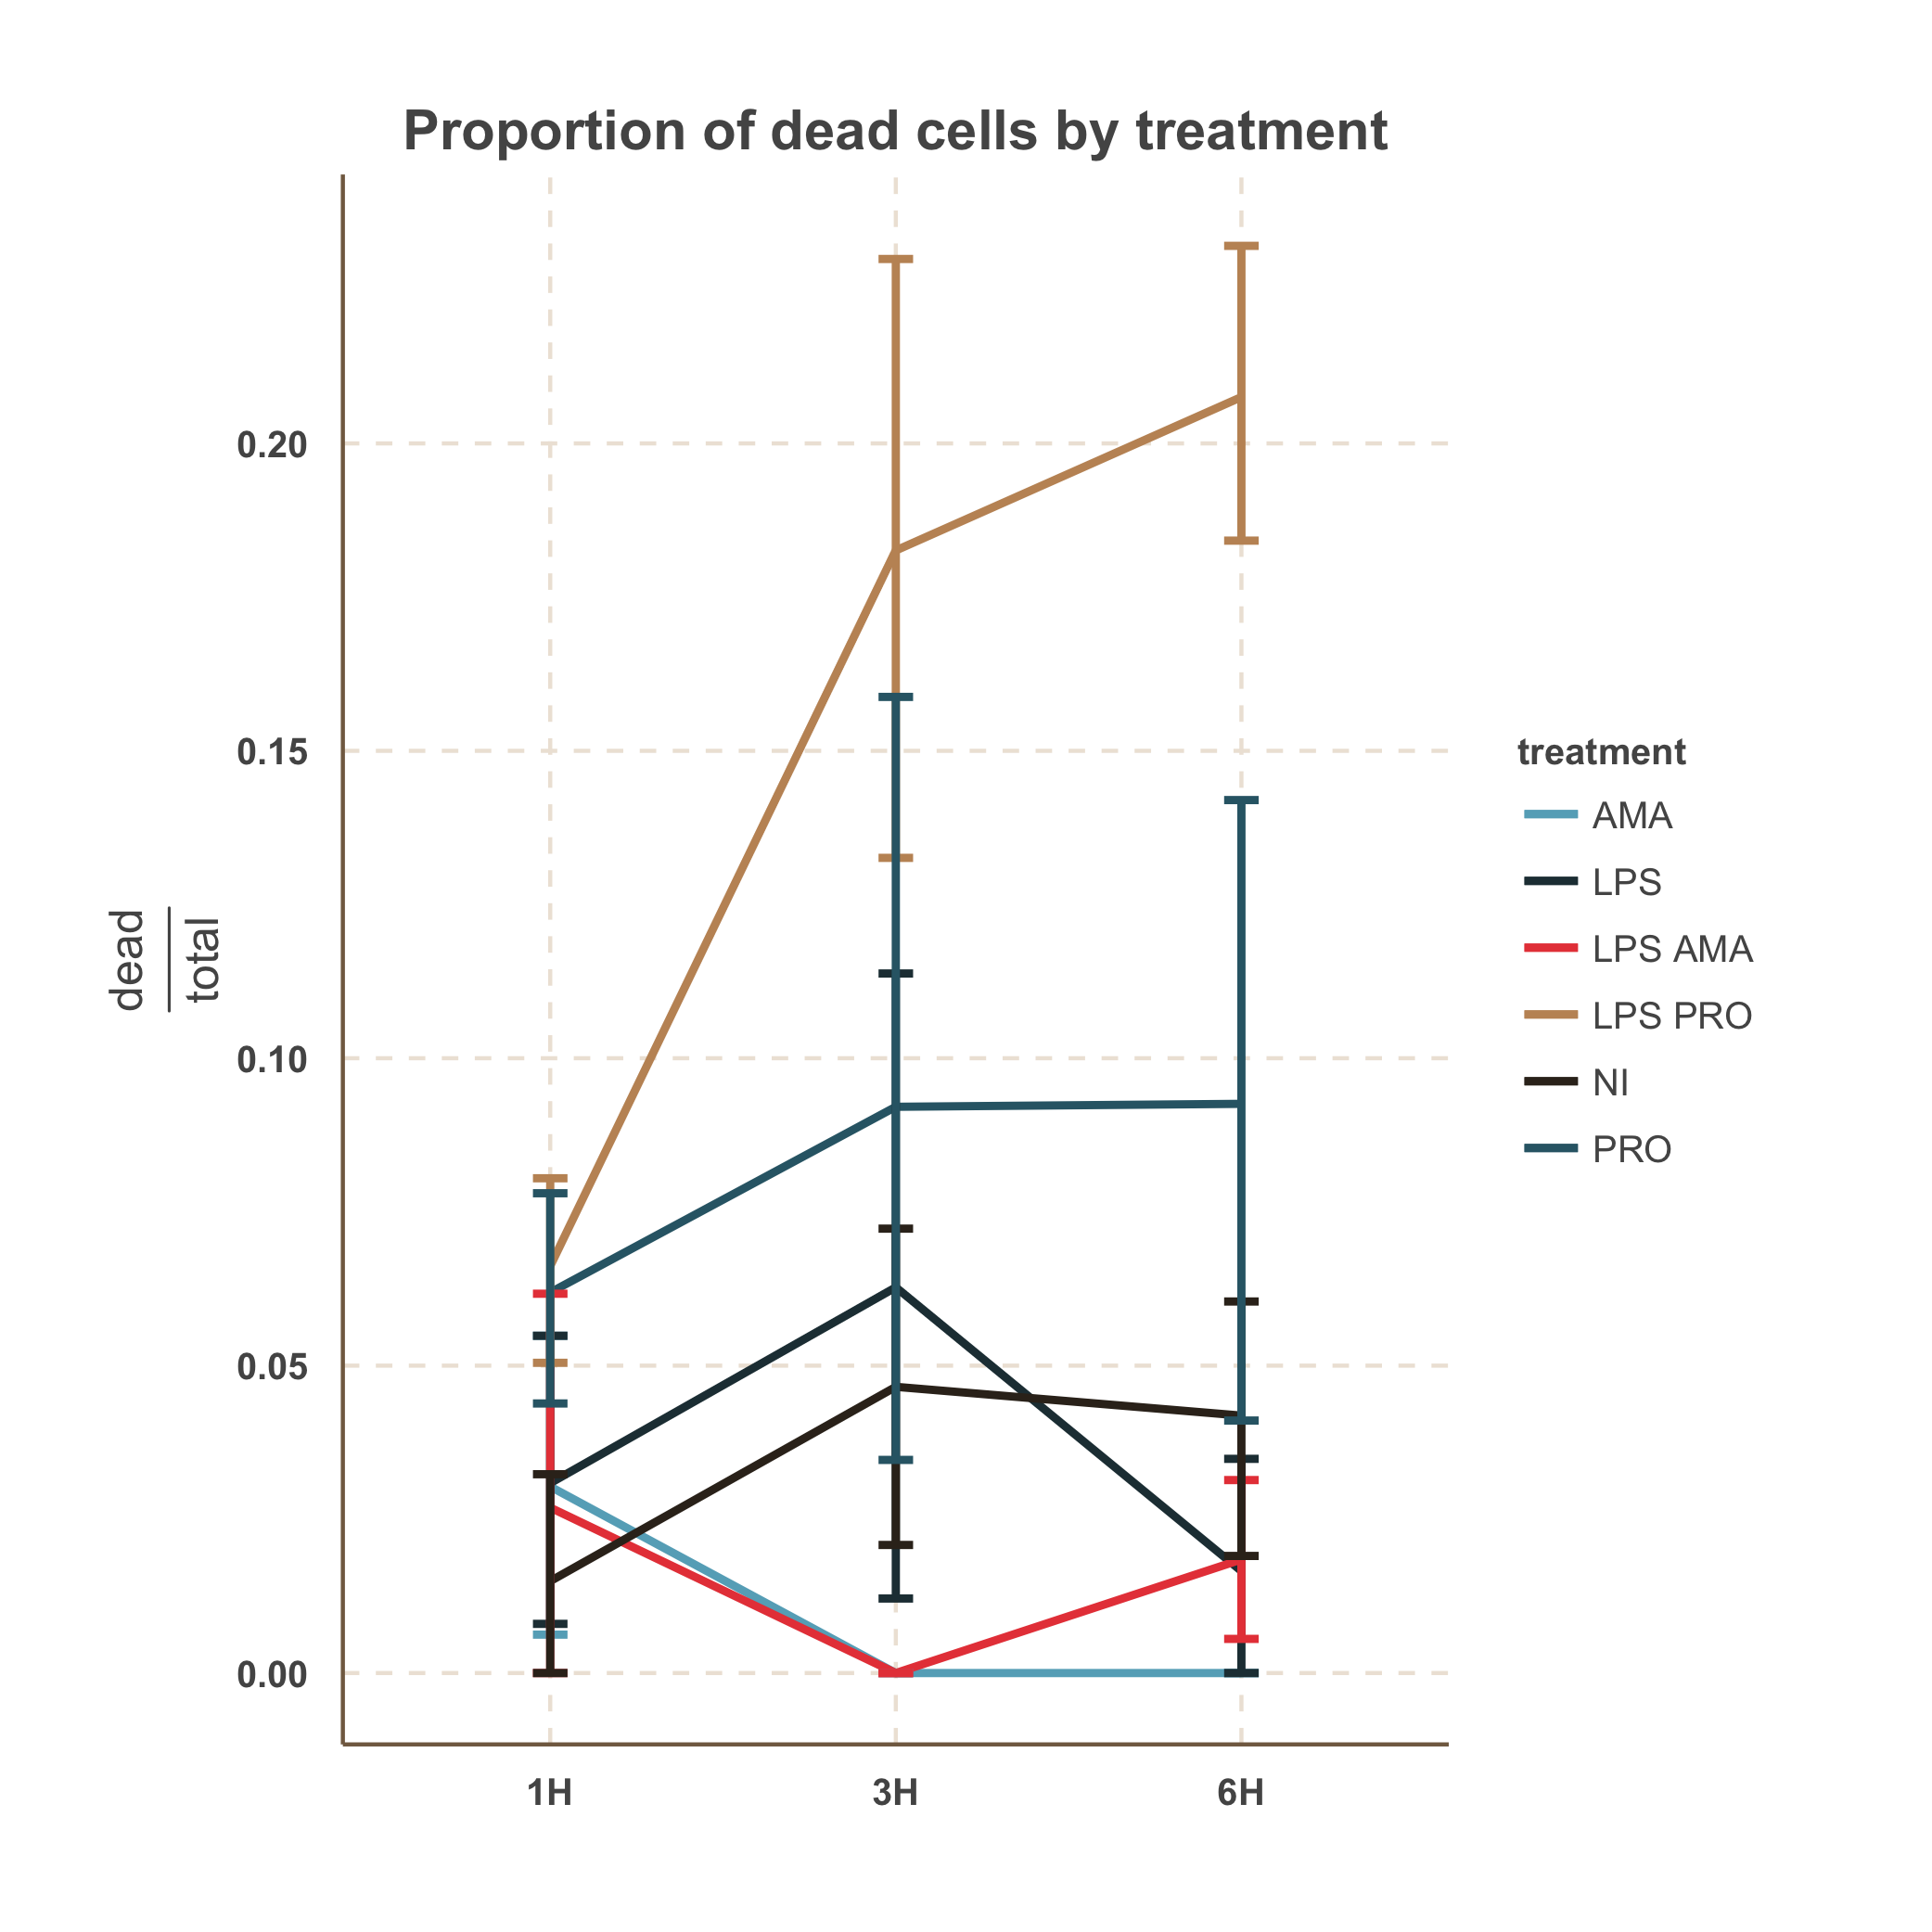 Proportion of dead cells by treatment
dead
total
0.20
0.15
0.10
0.05
0.00
1H
3H
6H
treatment
AMA
LPS
LPS AMA
LPS PRO
NI
PRO